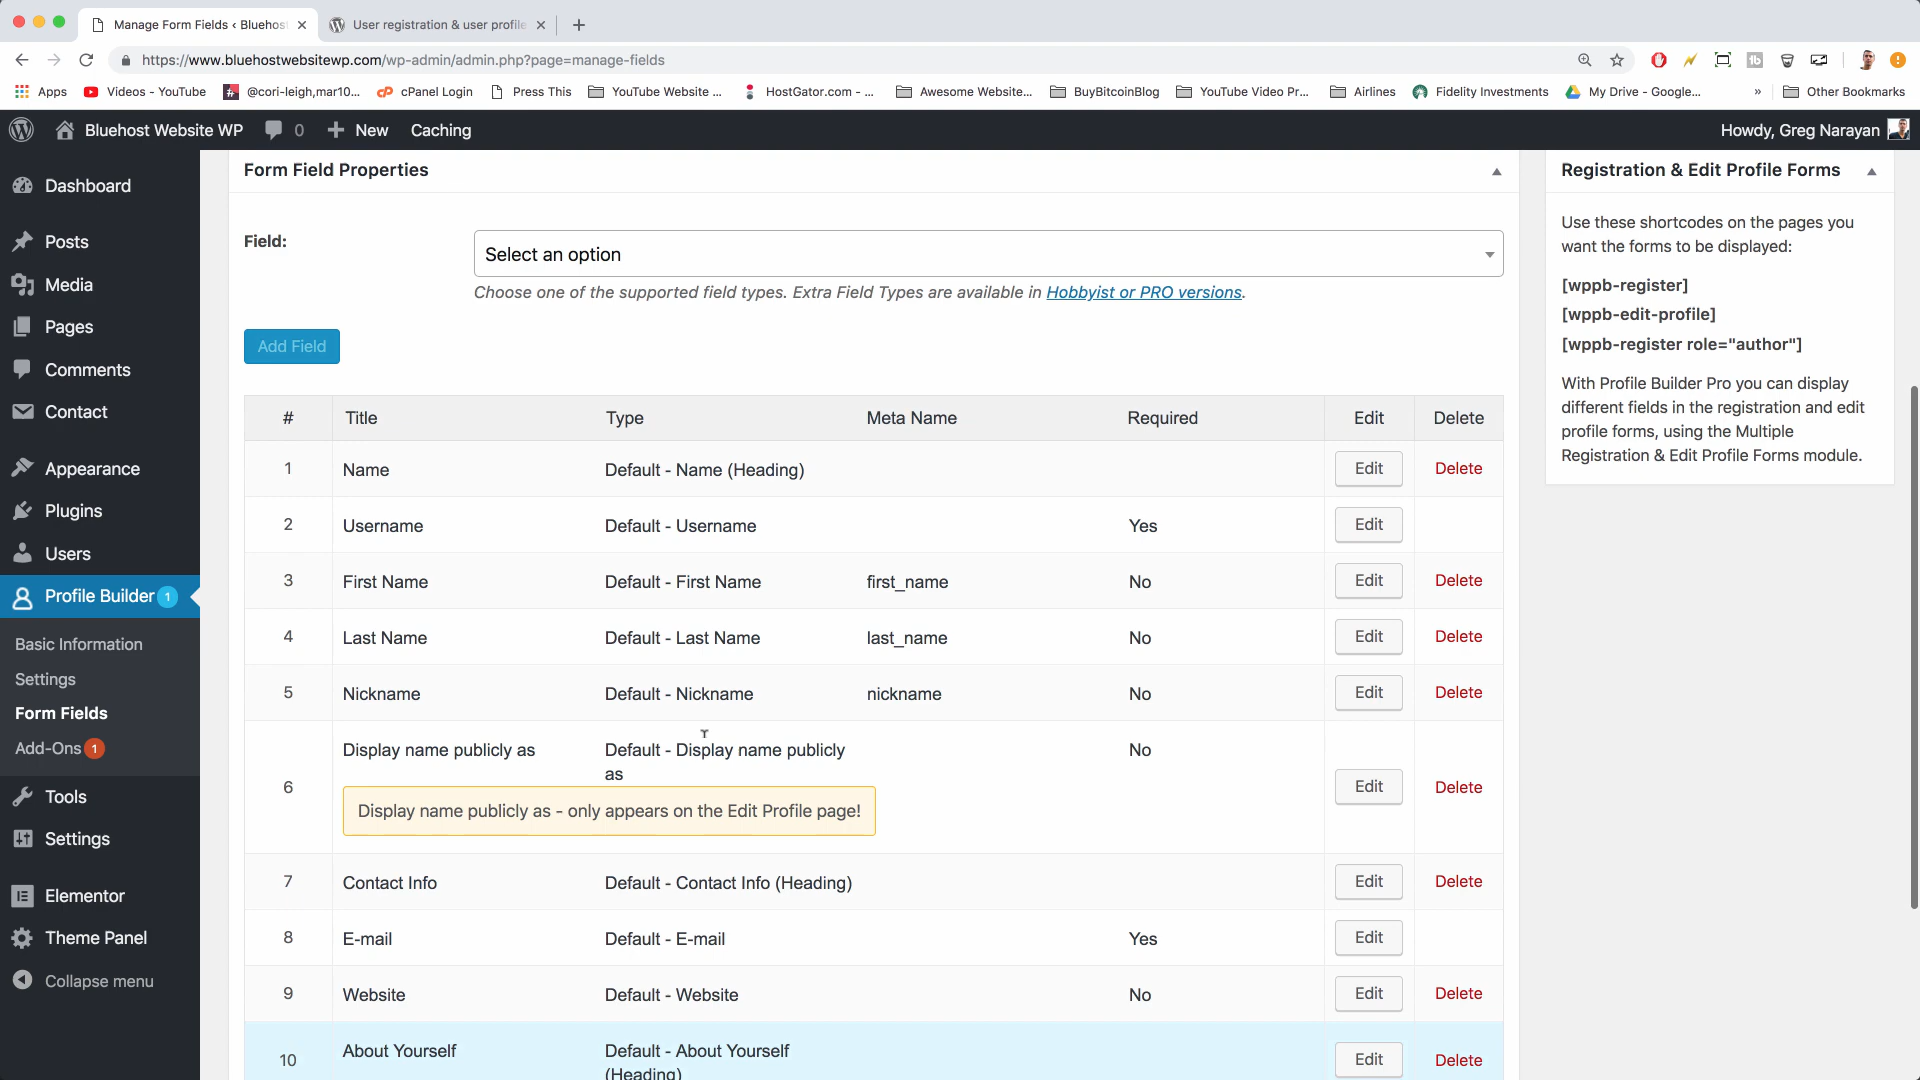 Manage Form Fields ‹ Bluehost
User registration & user profile
https://www.bluehostwebsitewp.com/wp-admin/admin.php?page=manage-fields
Apps
Videos - YouTube
@cori-leigh,mar10...
cPanel Login
Press This
YouTube Website ...
HostGator.com - ...
Awesome Website...
BuyBitcoinBlog
YouTube Video Pr...
Airlines
Fidelity Investments
My Drive - Google...
»
Other Bookmarks
Bluehost Website WP
0
New
Caching
Howdy, Greg Narayan
Dashboard
Posts
Media
Pages
Comments
Contact
Appearance
Plugins
Users
Profile Builder 1
Basic Information
Settings
Form Fields
Add-Ons 1
Tools
Settings
Elementor
Theme Panel
Collapse menu
Form Field Properties
Field:
Select an option
Choose one of the supported field types. Extra Field Types are available in Hobbyist or PRO versions.
Add Field
# Title Type Meta Name Required Edit Delete
1 Name Default - Name (Heading) Edit Delete
2 Username Default - Username Yes Edit
3 First Name Default - First Name first_name No Edit Delete
4 Last Name Default - Last Name last_name No Edit Delete
5 Nickname Default - Nickname nickname No Edit Delete
6 Display name publicly as Default - Display name publicly No Edit Delete
as
Display name publicly as - only appears on the Edit Profile page!
7 Contact Info Default - Contact Info (Heading) Edit Delete
8 E-mail Default - E-mail Yes Edit
9 Website Default - Website No Edit Delete
10 About Yourself Default - About Yourself Edit Delete
(Heading)
Registration & Edit Profile Forms
Use these shortcodes on the pages you
want the forms to be displayed:
[wppb-register]
[wppb-edit-profile]
[wppb-register role="author"]
With Profile Builder Pro you can display
different fields in the registration and edit
profile forms, using the Multiple
Registration & Edit Profile Forms module.